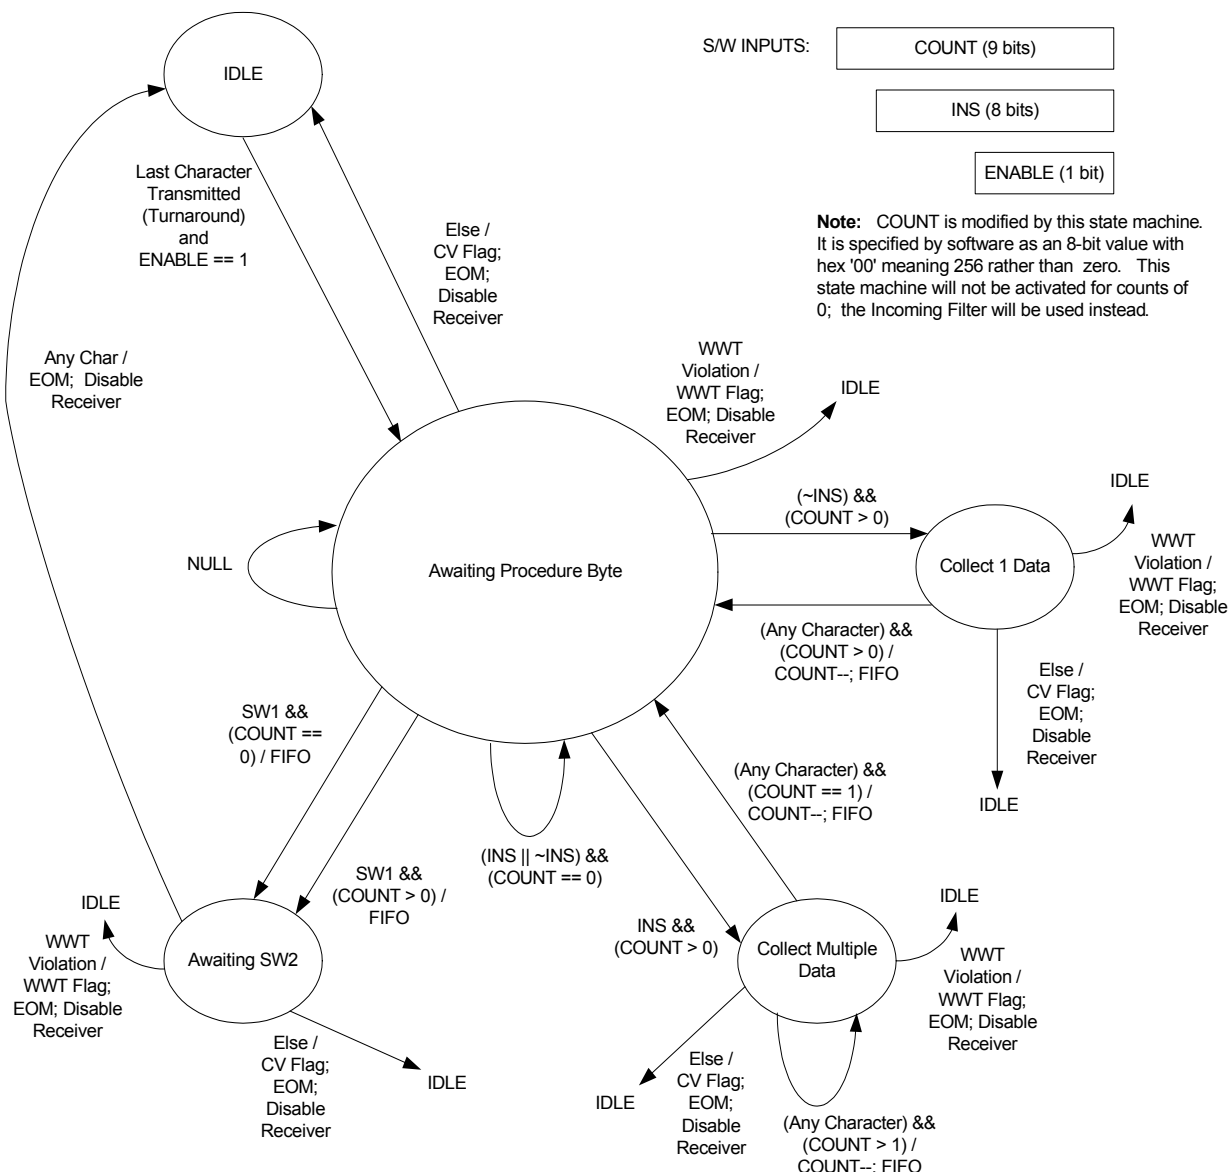 S/W INPUTS:
COUNT (9 bits)
INS (8 bits)
ENABLE (1 bit)
Note: COUNT is modified by this state machine.
It is specified by software as an 8-bit value with
hex '00' meaning 256 rather than zero. This
state machine will not be activated for counts of
0; the Incoming Filter will be used instead.
IDLE
Last Character
Transmitted
(Turnaround)
and
ENABLE == 1
Else /
CV Flag;
EOM;
Disable
Receiver
Any Char /
EOM; Disable
Receiver
WWT
Violation /
WWT Flag;
EOM; Disable
Receiver
IDLE
(~INS) &&
(COUNT > 0)
IDLE
NULL
Awaiting Procedure Byte
Collect 1 Data
WWT
Violation /
WWT Flag;
EOM; Disable
Receiver
(Any Character) &&
(COUNT > 0) /
COUNT--; FIFO
Else /
CV Flag;
EOM;
Disable
Receiver
IDLE
SW1 &&
(COUNT ==
0) / FIFO
(Any Character) &&
(COUNT == 1) /
COUNT--; FIFO
(INS || ~INS) &&
(COUNT == 0)
SW1 &&
(COUNT > 0) /
FIFO
INS &&
(COUNT > 0)
IDLE
WWT
Violation /
WWT Flag;
EOM; Disable
Receiver
Awaiting SW2
Else /
CV Flag;
EOM;
Disable
Receiver
IDLE
Collect Multiple
Data
IDLE
WWT
Violation /
WWT Flag;
EOM; Disable
Receiver
Else /
CV Flag;
EOM;
Disable
Receiver
IDLE
(Any Character) &&
(COUNT > 1) /
COUNT--; FIFO